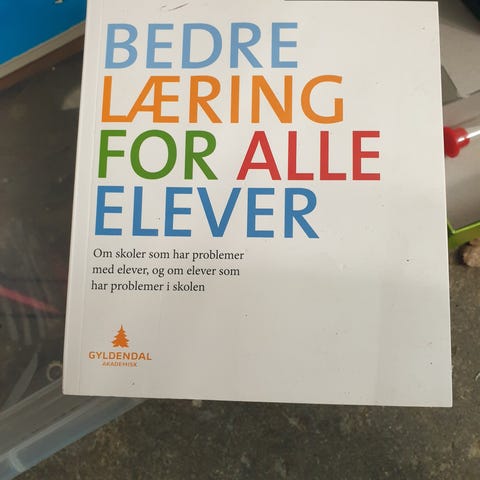 BEDRE
LÆRING
FOR ALLE
ELEVER
Om skoler som har problemer
med elever, og om elever som
har problemer i skolen
GYLDENDAL
AKADEMISK